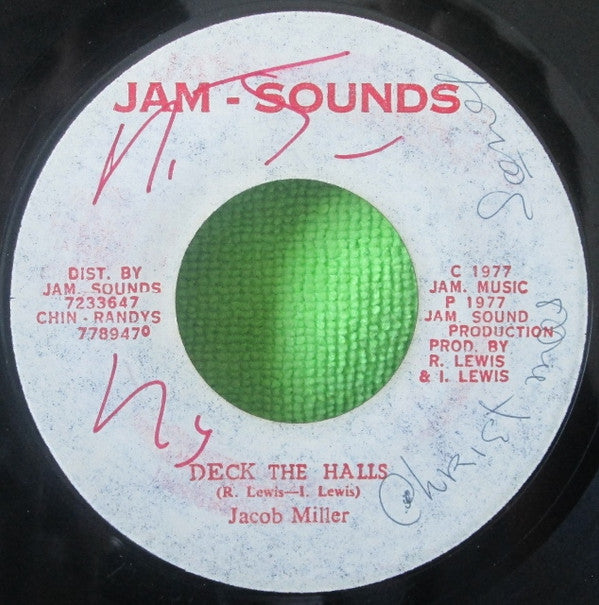 JAM - SOUNDS
DIST. BY
JAM. SOUNDS
7233647
CHIN - RANDYS
7789470
C 1977
JAM. MUSIC
P 1977
JAM SOUND
PRODUCTION
PROD. BY
R. LEWIS
& I. LEWIS
DECK THE HALLS
(R. Lewis—I. Lewis)
Jacob Miller